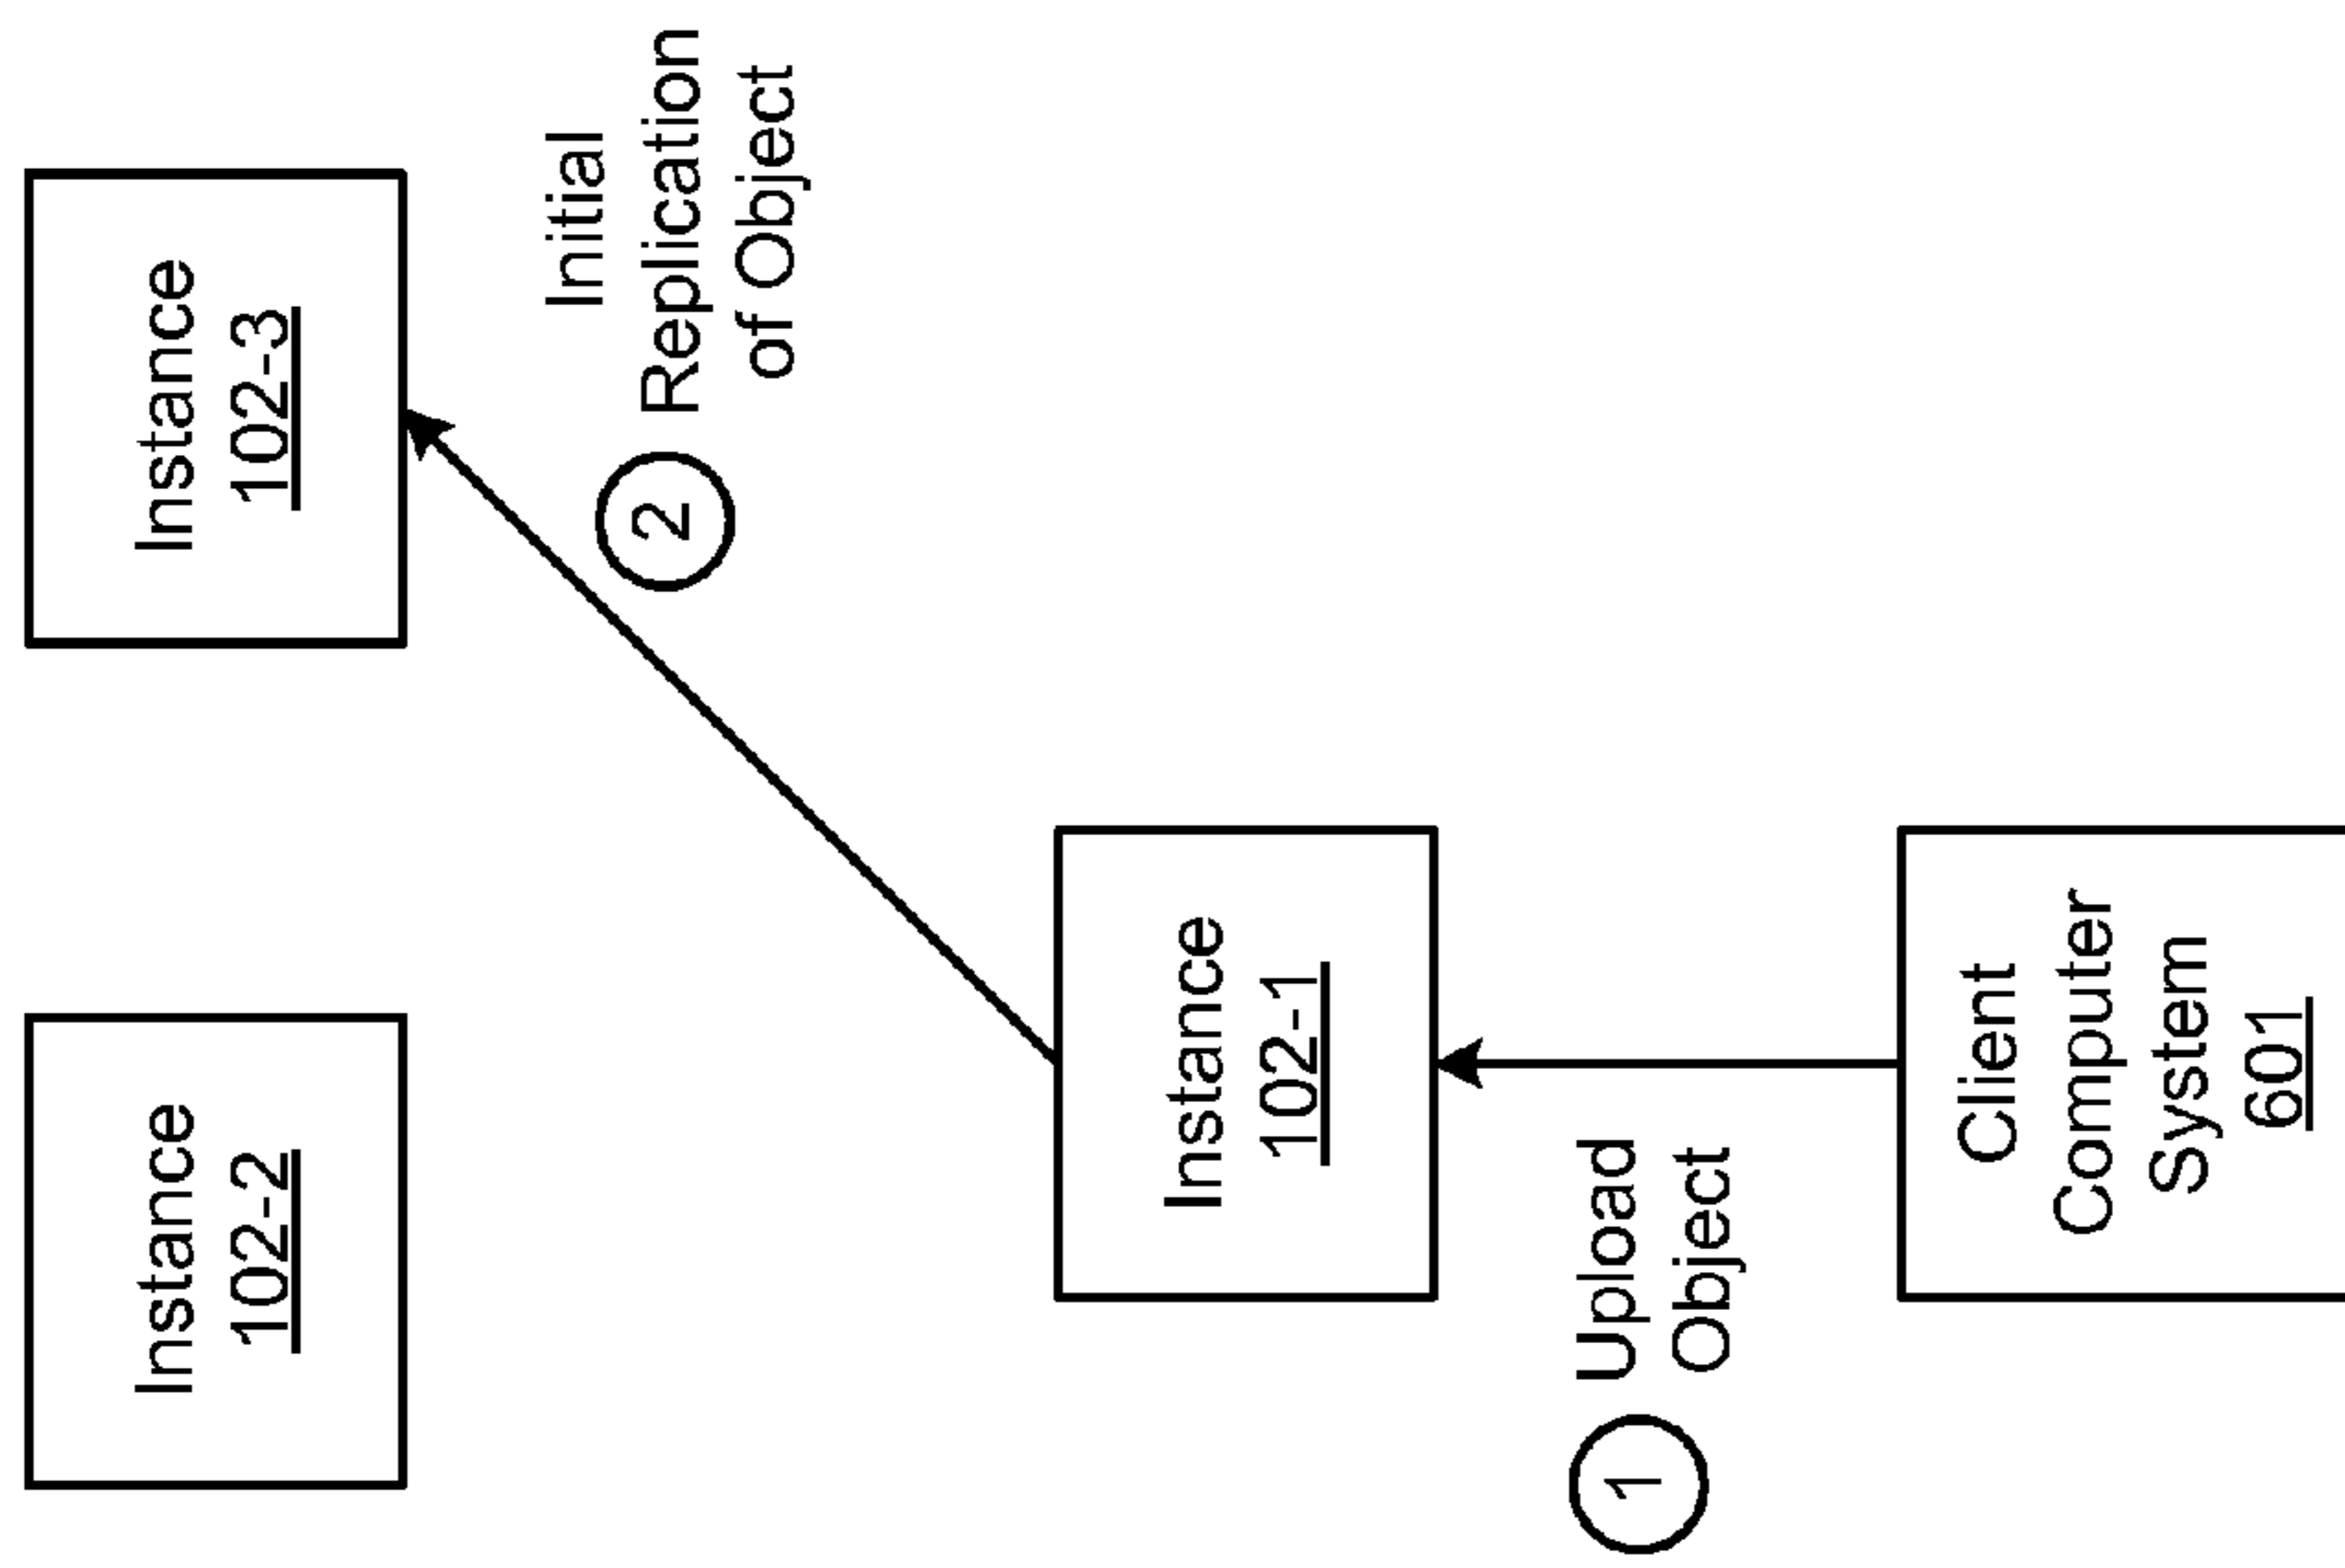 Instance
102-2
Instance
102-3
2
Initial
Replication
of Object
Instance
102-1
1
Upload
Object
Client
Computer
System
601